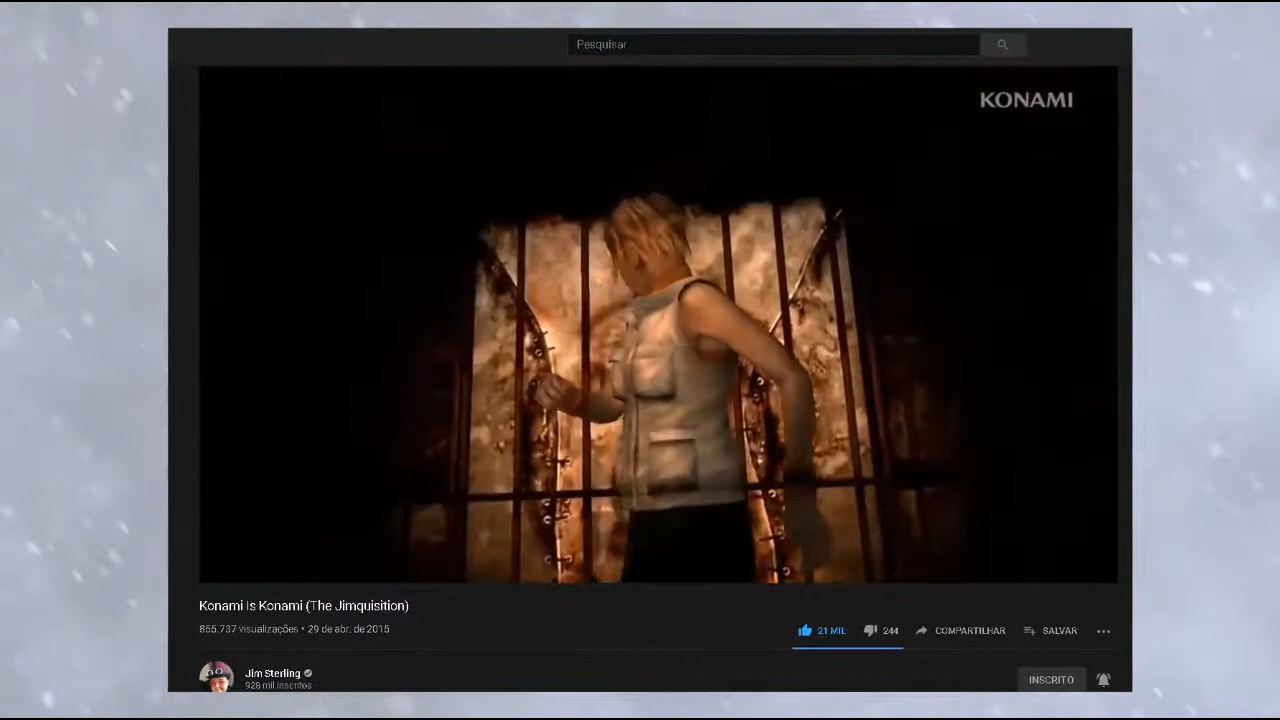 Pesquisar
KONAMI
Konami is Konami (The Jimquisition)
855.737 visualizações • 29 de abr. de 2015
21 MIL 244 COMPARTILHAR SALVAR
Jim Sterling
928 mil inscritos
INSCRITO